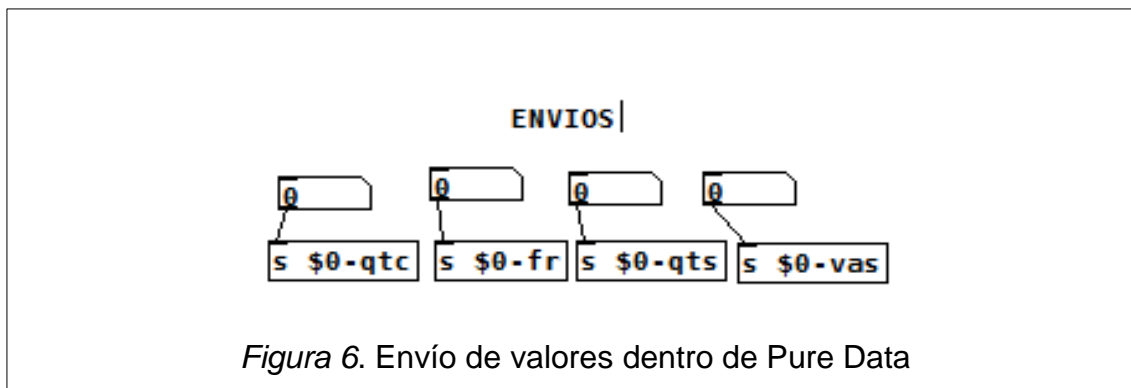 ENVIOS
0 0 0 0
s $0-qtc s $0-fr s $0-qts s $0-vas
Figura 6. Envío de valores dentro de Pure Data